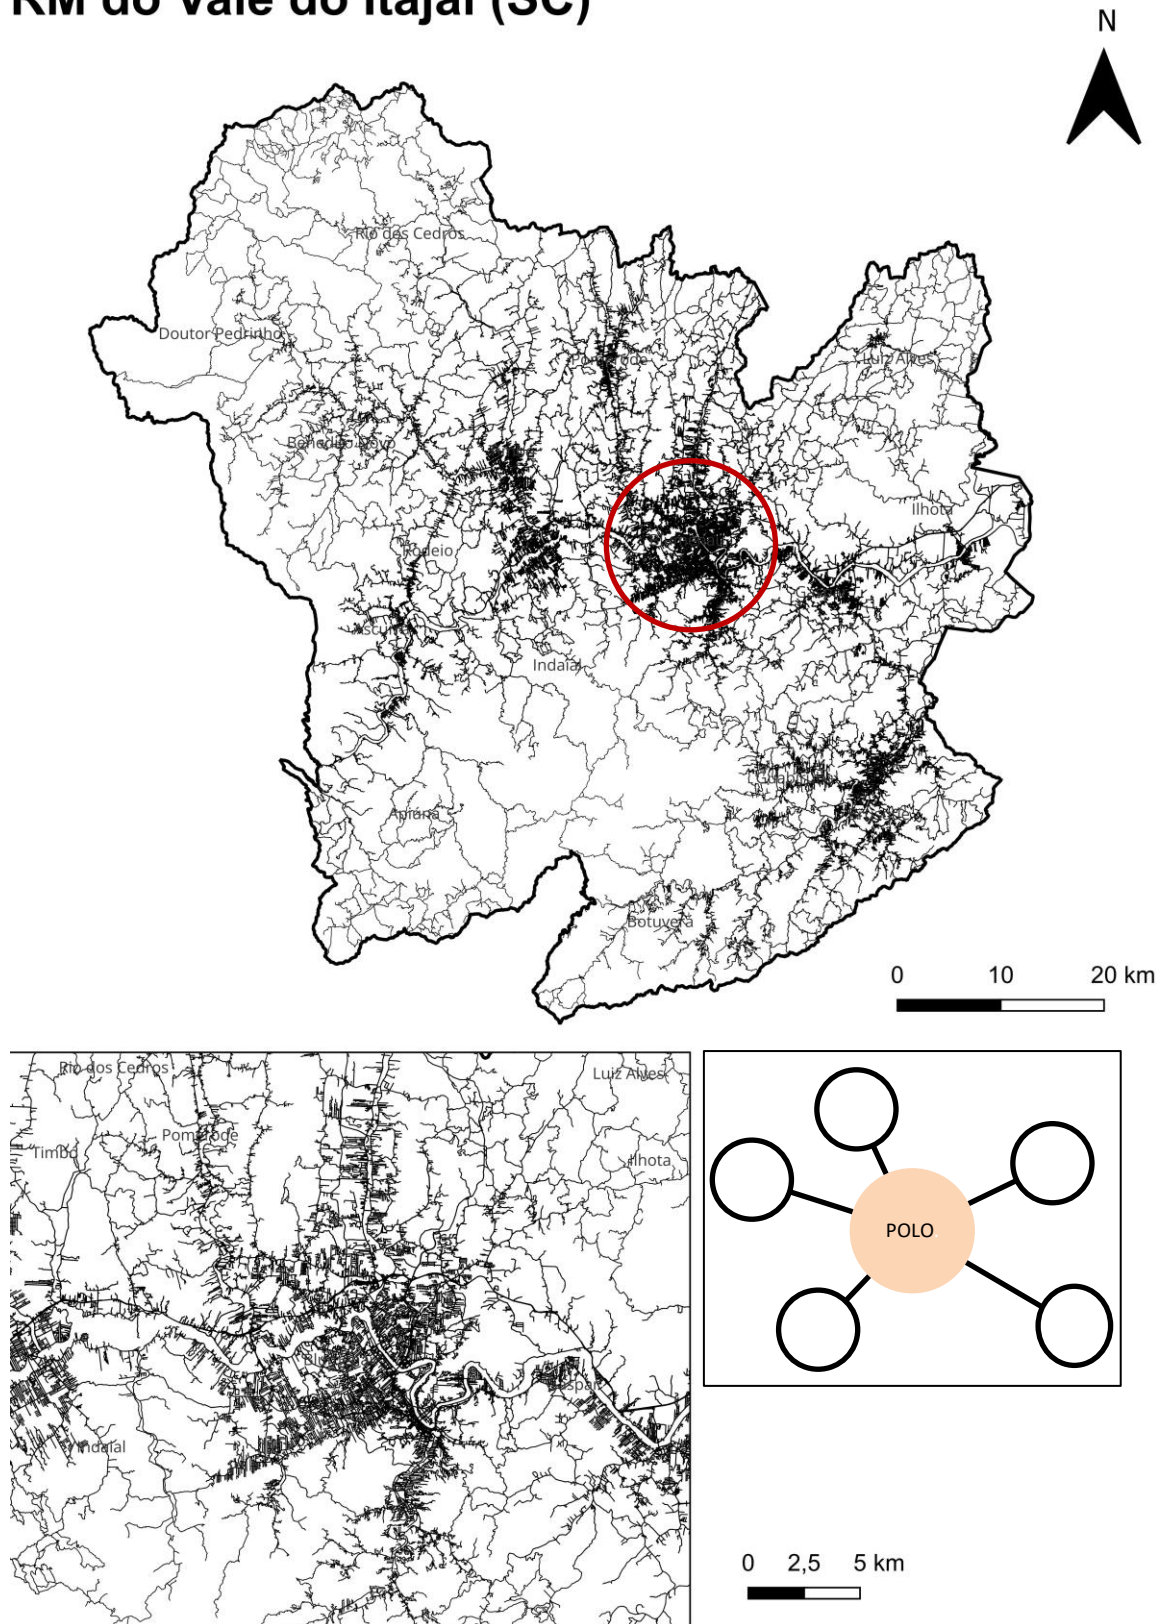 RM do Vale do Itajaí (SC)
N
Rio dos Cedros
Doutor Pedrinho
Pomerode
Luiz Alves
Benedito Novo
Ilhota
Rodeio
Indaial
Apiúna
Botuverá
0 10 20 km
Rio dos Cedros
Luiz Alves
Pomerode
Timbó
Ilhota
Gaspar
Indaial
POLO
0 2,5 5 km